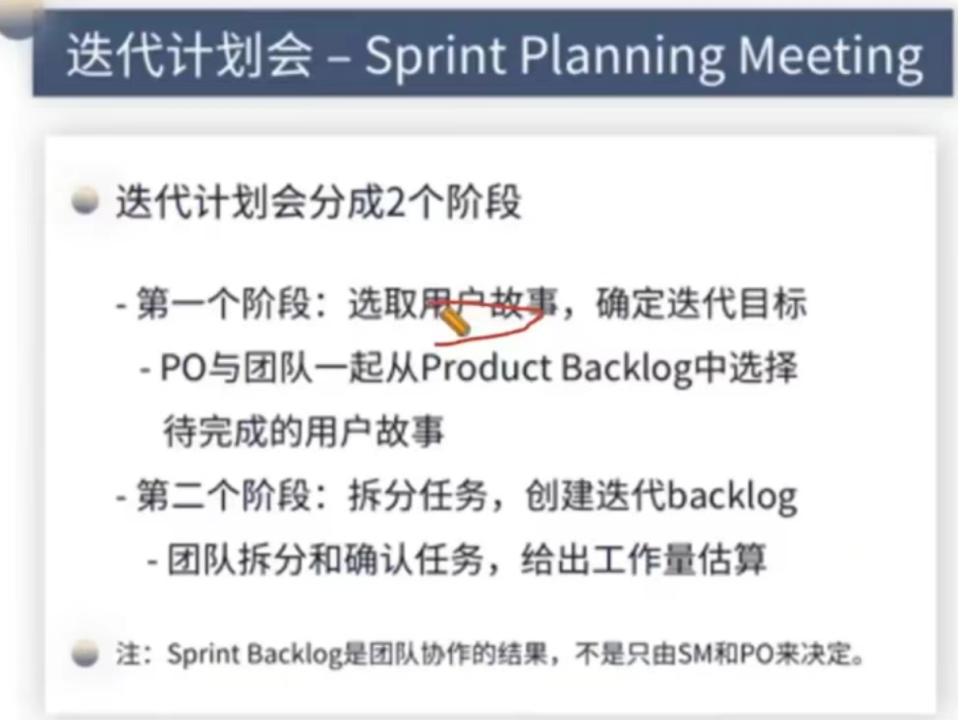 迭代计划会 – Sprint Planning Meeting
迭代计划会分成2个阶段
- 第一个阶段：选取用户故事，确定迭代目标
- PO与团队一起从Product Backlog中选择
待完成的用户故事
- 第二个阶段：拆分任务，创建迭代backlog
- 团队拆分和确认任务，给出工作量估算
注：Sprint Backlog是团队协作的结果，不是只由SM和PO来决定。